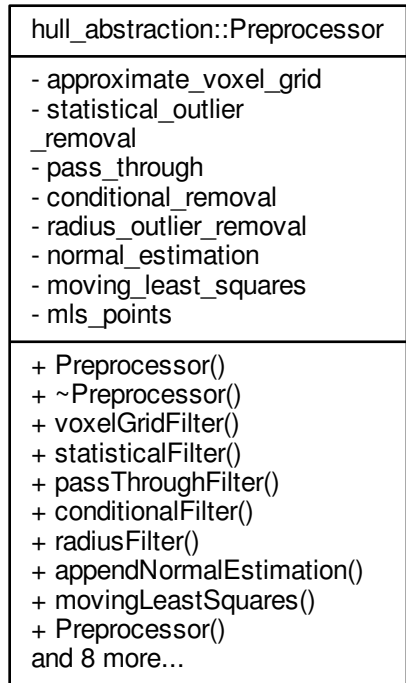 hull_abstraction::Preprocessor
- approximate_voxel_grid
- statistical_outlier
_removal
- pass_through
- conditional_removal
- radius_outlier_removal
- normal_estimation
- moving_least_squares
- mls_points
+ Preprocessor()
+ ~Preprocessor()
+ voxelGridFilter()
+ statisticalFilter()
+ passThroughFilter()
+ conditionalFilter()
+ radiusFilter()
+ appendNormalEstimation()
+ movingLeastSquares()
+ Preprocessor()
and 8 more...